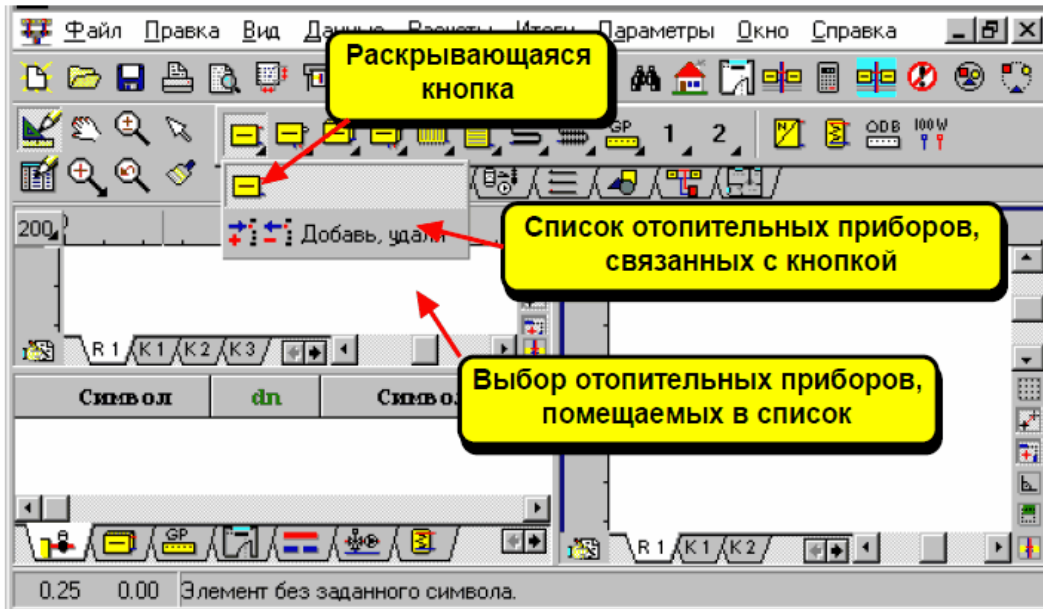 Файл Правка Вид Данные Расчеты Итоги Параметры Окно Справка
Раскрывающаяся
кнопка
GP 1 2 ODB 100 W
200
Добавь, удали
Список отопительных приборов,
связанных с кнопкой
R 1 K 1 K 2 K 3
Выбор отопительных приборов,
помещаемых в список
Символ dn Символ
GP
R 1 K 1 K 2
0.25 0.00 Элемент без заданного символа.